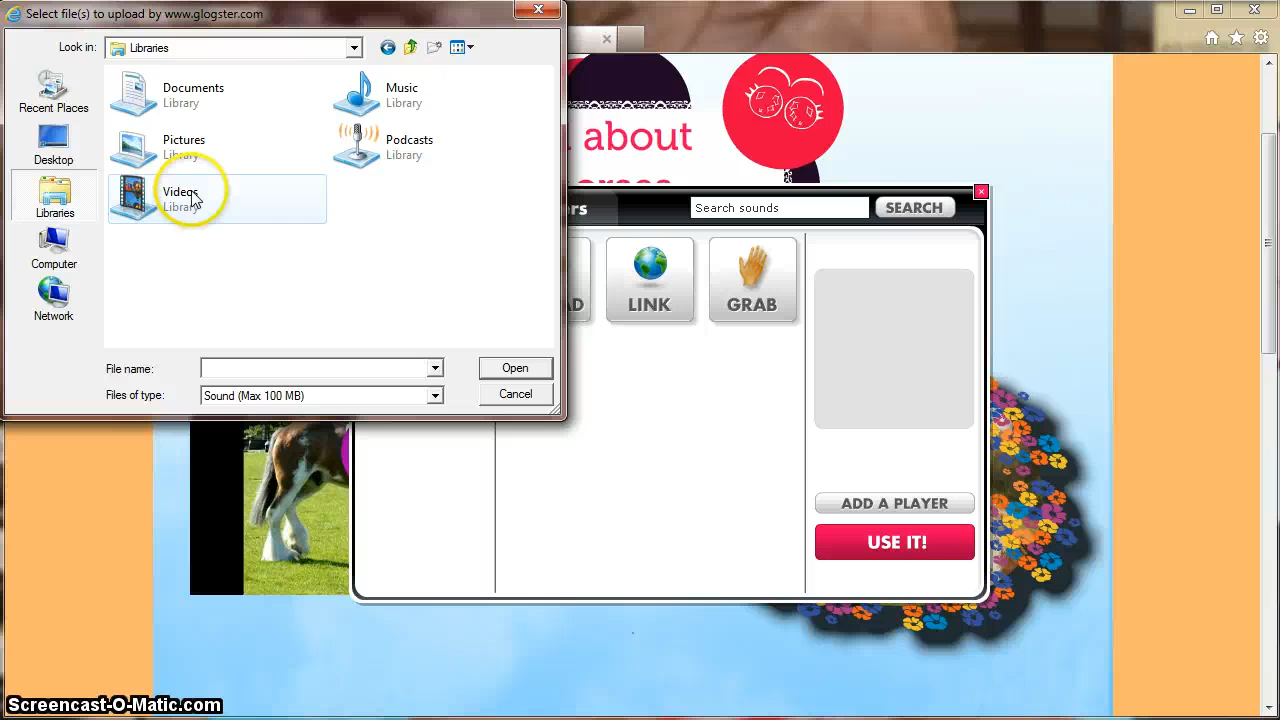 Select file(s) to upload by www.glogster.com
Look in:
Libraries
Recent Places
Desktop
Libraries
Computer
Network
Documents
Library
Music
Library
Pictures
Library
Podcasts
Library
Videos
Library
File name:
Open
Files of type:
Sound (Max 100 MB)
Cancel
about
Search sounds
SEARCH
LINK
GRAB
ADD A PLAYER
USE IT!
Screencast-O-Matic.com